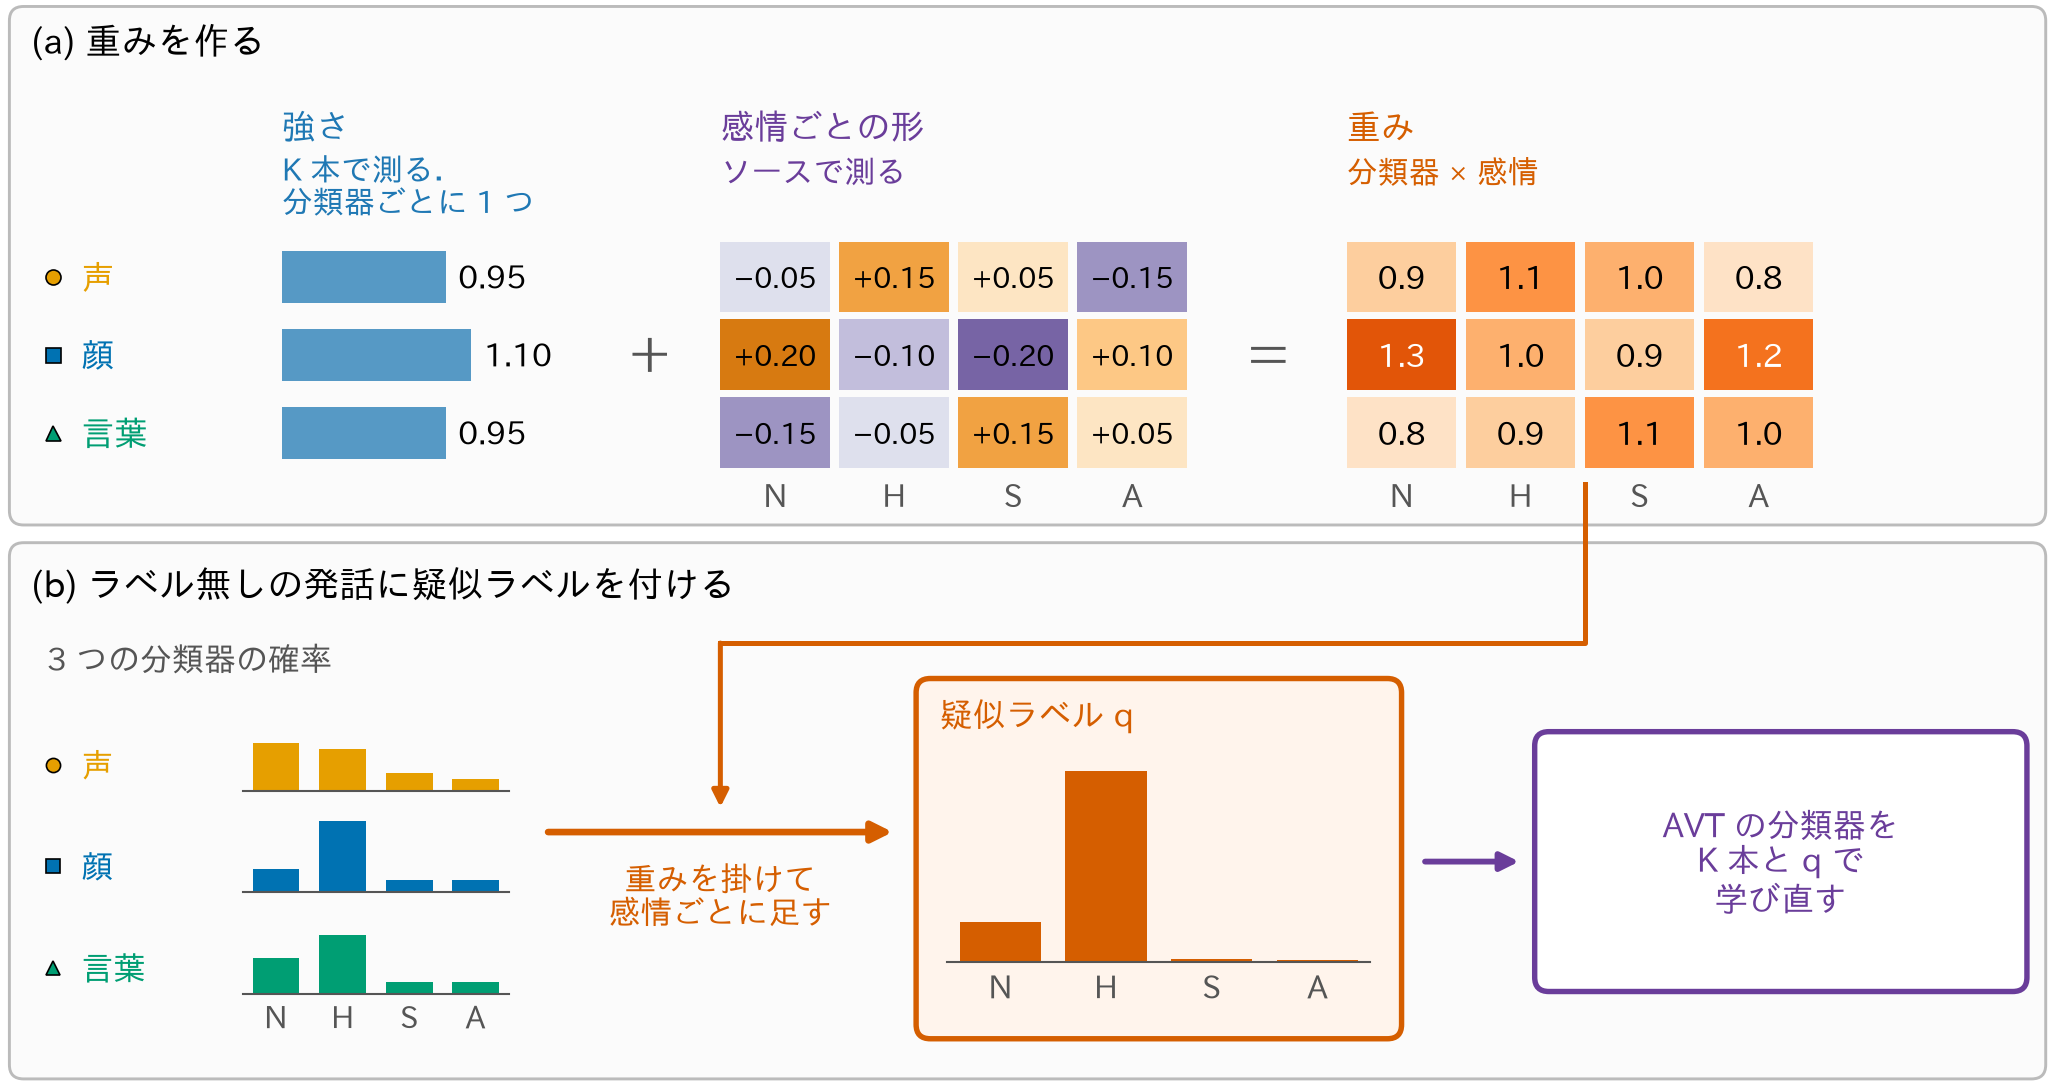 (a) 重みを作る
強さ
K 本で測る．
分類器ごとに 1 つ
感情ごとの形
ソースで測る
重み
分類器 × 感情
声
0.95
−0.05 +0.15 +0.05 −0.15
0.9 1.1 1.0 0.8
顔
1.10
+
+0.20 −0.10 −0.20 +0.10
=
1.3 1.0 0.9 1.2
言葉
0.95
−0.15 −0.05 +0.15 +0.05
0.8 0.9 1.1 1.0
N H S A
N H S A
(b) ラベル無しの発話に疑似ラベルを付ける
3 つの分類器の確率
声
顔
言葉
N H S A
重みを掛けて
感情ごとに足す
疑似ラベル q
N H S A
AVT の分類器を
K 本と q で
学び直す